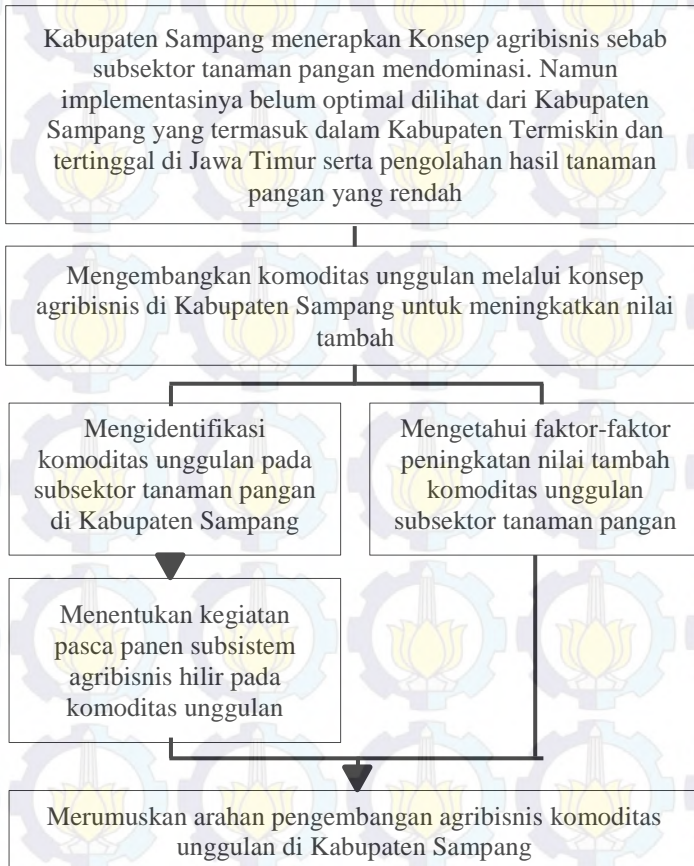 Kabupaten Sampang menerapkan Konsep agribisnis sebab
subsektor tanaman pangan mendominasi. Namun
implementasinya belum optimal dilihat dari Kabupaten
Sampang yang termasuk dalam Kabupaten Termiskin dan
tertinggal di Jawa Timur serta pengolahan hasil tanaman
pangan yang rendah
Mengembangkan komoditas unggulan melalui konsep
agribisnis di Kabupaten Sampang untuk meningkatkan nilai
tambah
Mengidentifikasi
komoditas unggulan pada
subsektor tanaman pangan
di Kabupaten Sampang
Mengetahui faktor-faktor
peningkatan nilai tambah
komoditas unggulan
subsektor tanaman pangan
Menentukan kegiatan
pasca panen subsistem
agribisnis hilir pada
komoditas unggulan
Merumuskan arahan pengembangan agribisnis komoditas
unggulan di Kabupaten Sampang